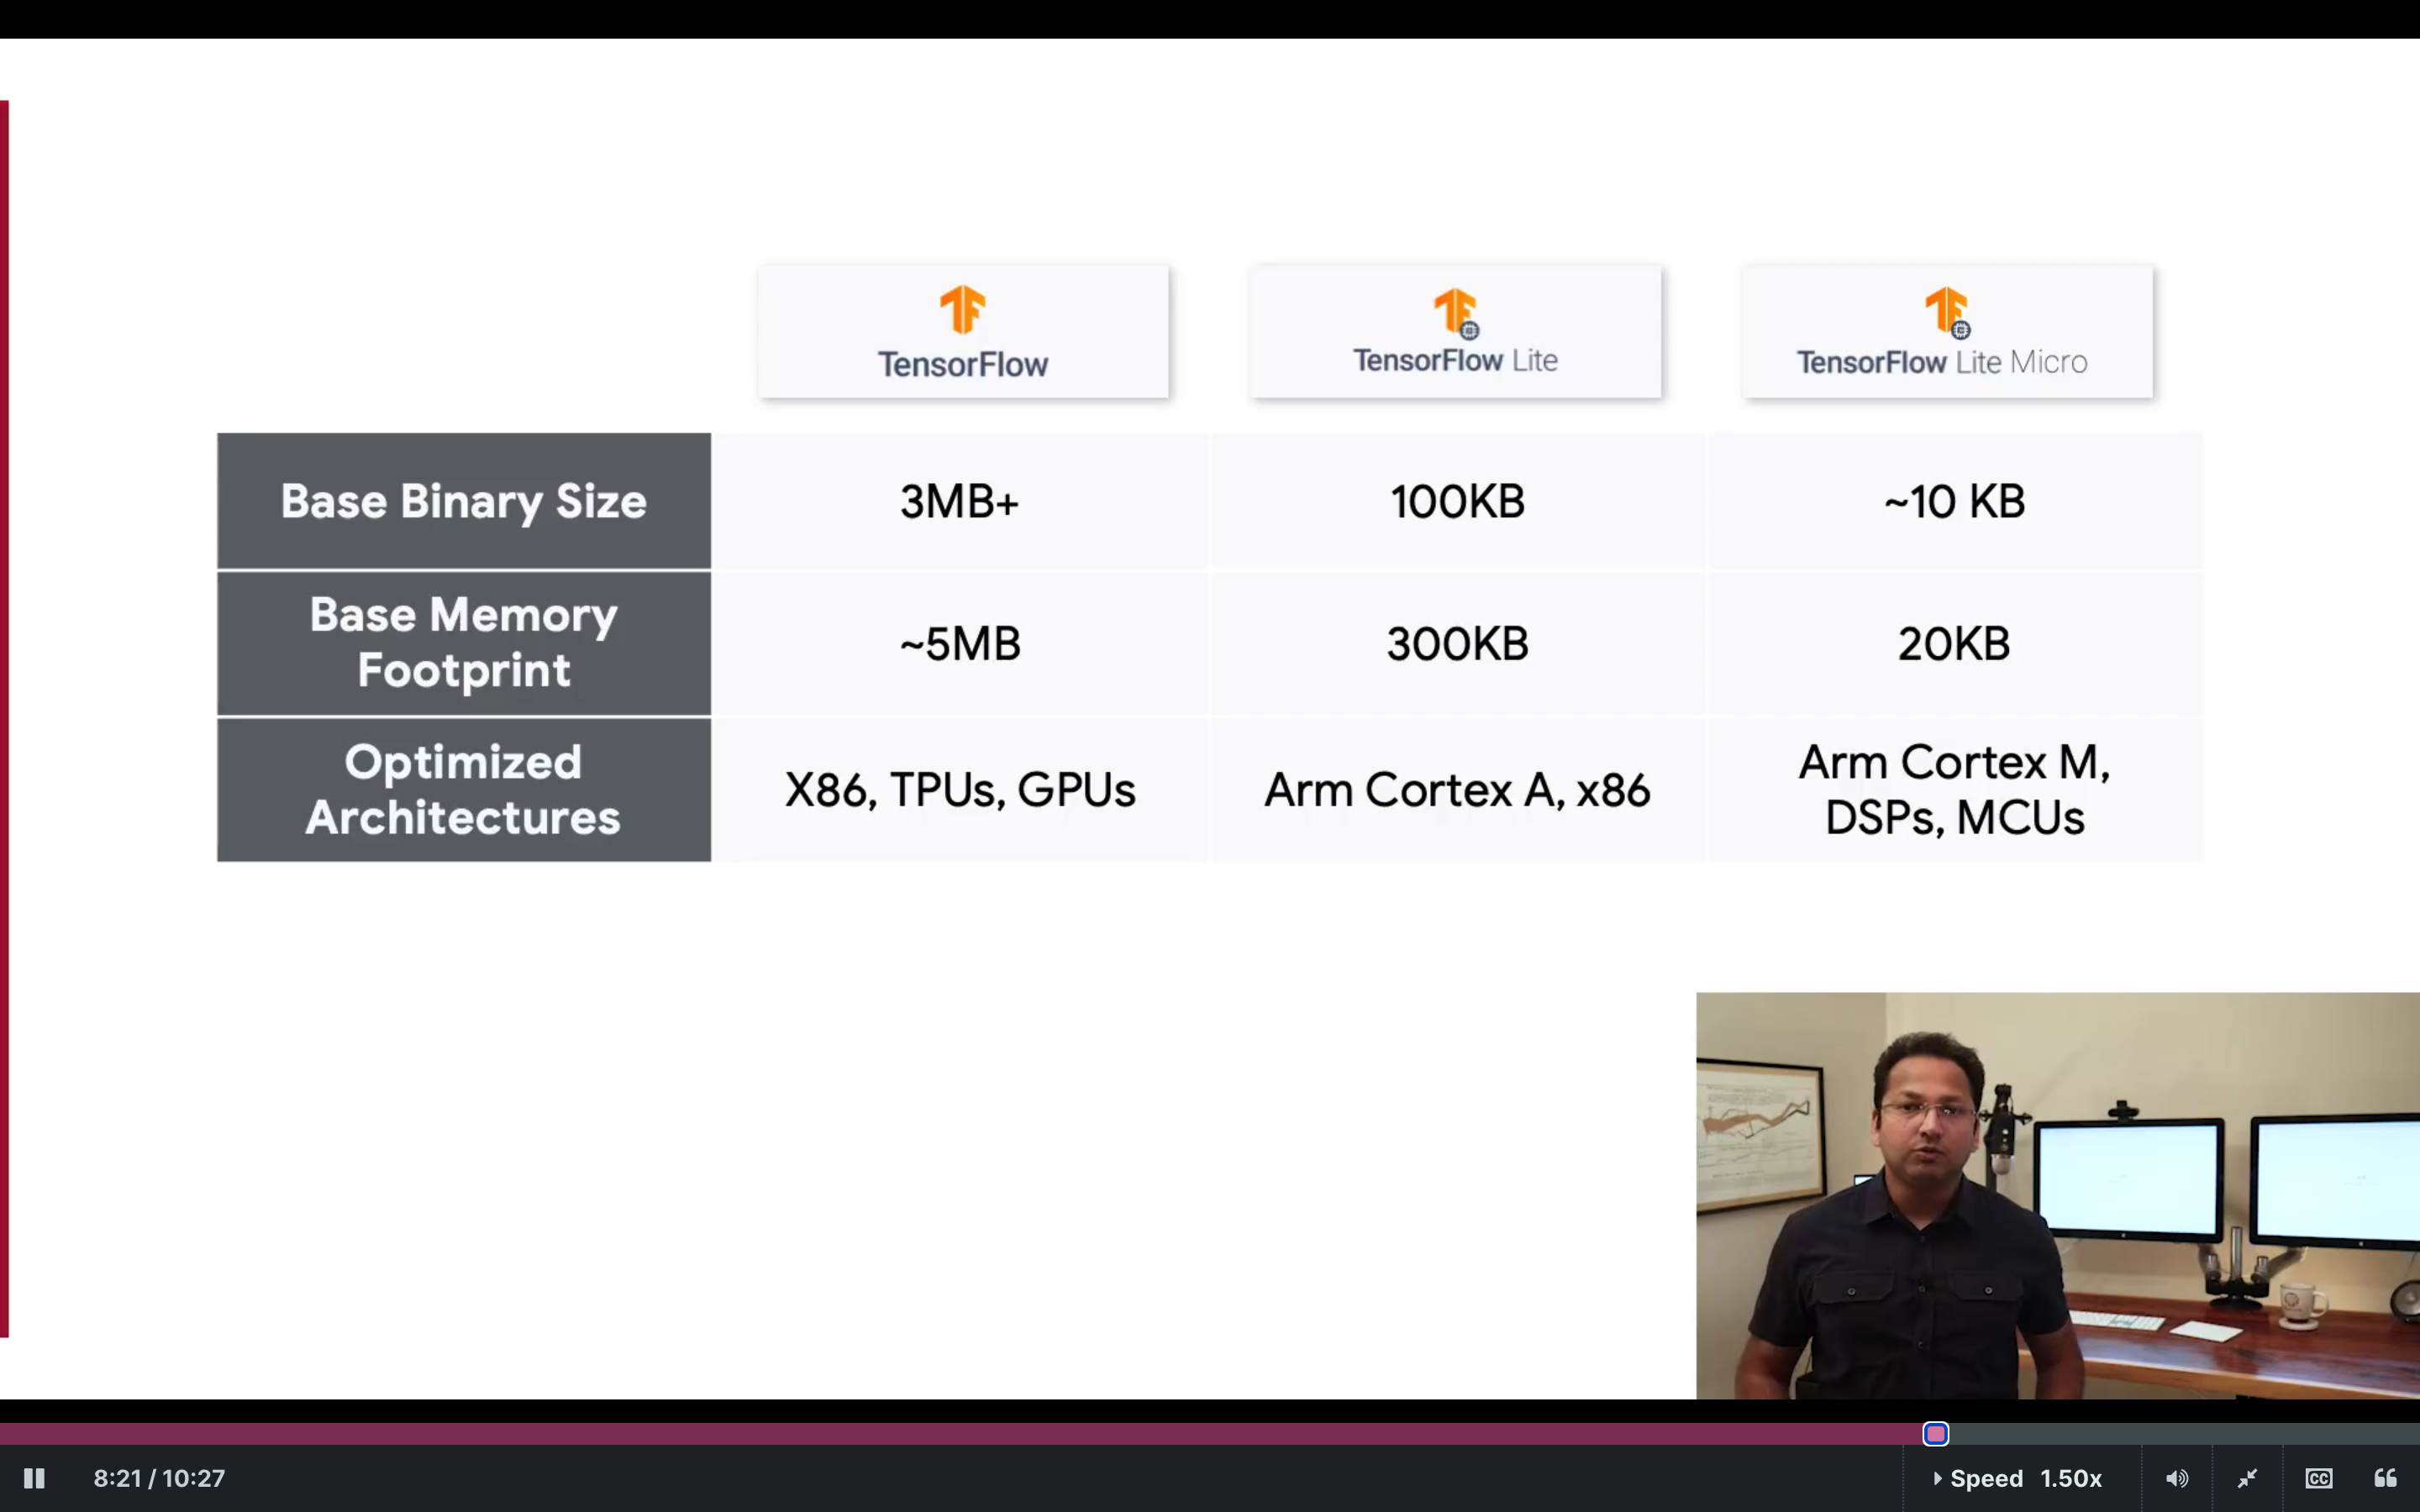 TensorFlow
TensorFlow Lite
TensorFlow Lite Micro
Base Binary Size
3MB+
100KB
~10 KB
Base Memory
Footprint
~5MB
300KB
20KB
Optimized
Architectures
X86, TPUs, GPUs
Arm Cortex A, x86
Arm Cortex M,
DSPs, MCUs
8:21 / 10:27
Speed 1.50x
CC